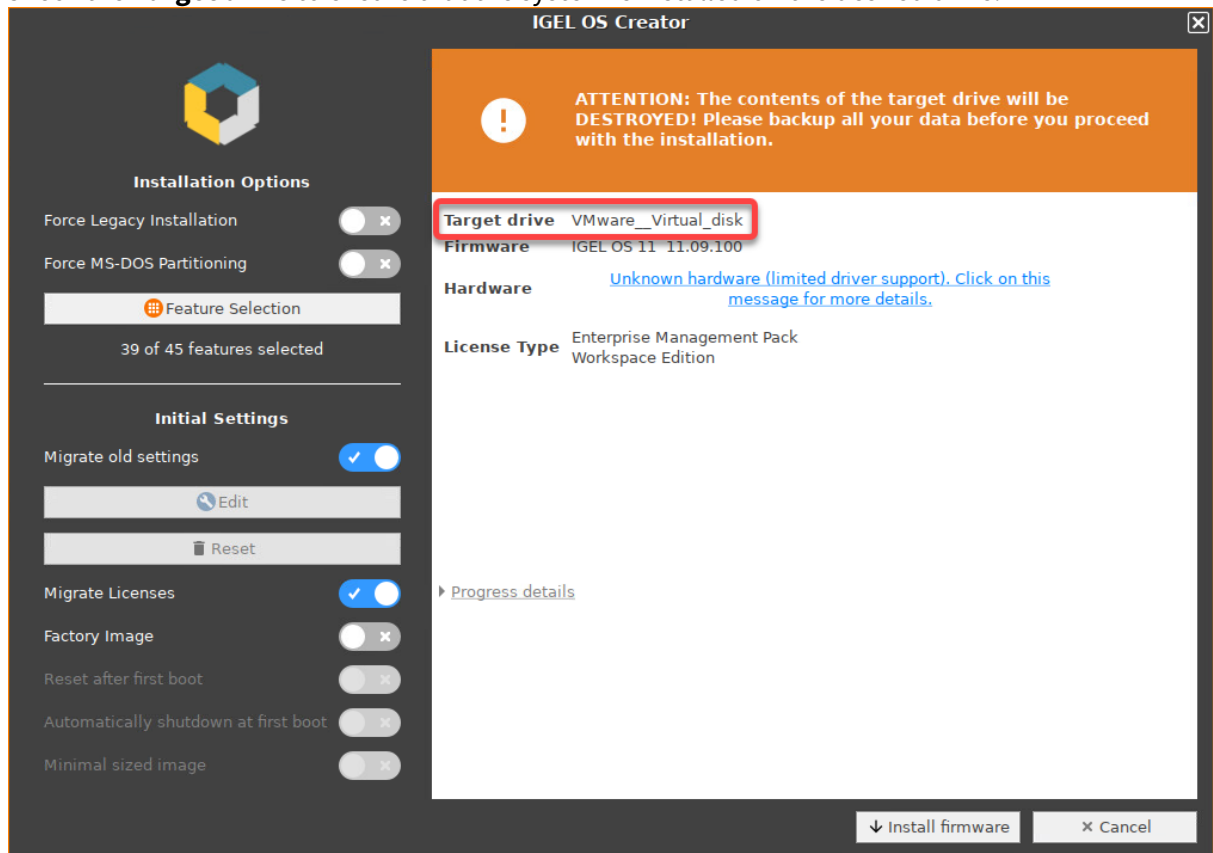 IGEL OS Creator
ATTENTION: The contents of the target drive will be
DESTROYED! Please backup all your data before you proceed
with the installation.
Installation Options
Force Legacy Installation
Force MS-DOS Partitioning
Feature Selection
39 of 45 features selected
Initial Settings
Migrate old settings
Edit
Reset
Migrate Licenses
Factory Image
Reset after first boot
Automatically shutdown at first boot
Minimal sized image
Target drive VMware__Virtual_disk
Firmware IGEL OS 11 11.09.100
Hardware Unknown hardware (limited driver support). Click on this
message for more details.
License Type Enterprise Management Pack
Workspace Edition
Progress details
Install firmware
Cancel